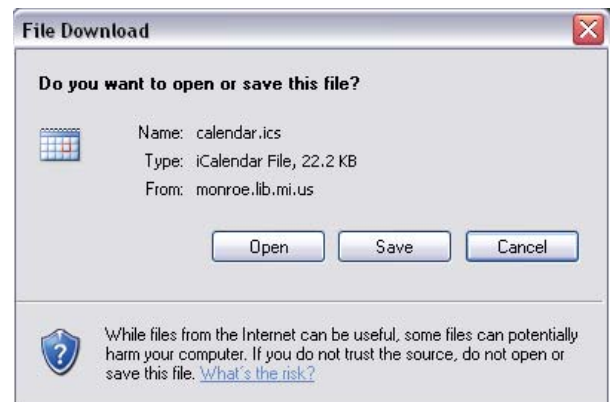 File Download
Do you want to open or save this file?
Name: calendar.ics
Type: iCalendar File, 22.2 KB
From: monroe.lib.mi.us
Open Save Cancel
While files from the Internet can be useful, some files can potentially
harm your computer. If you do not trust the source, do not open or
save this file. What's the risk?